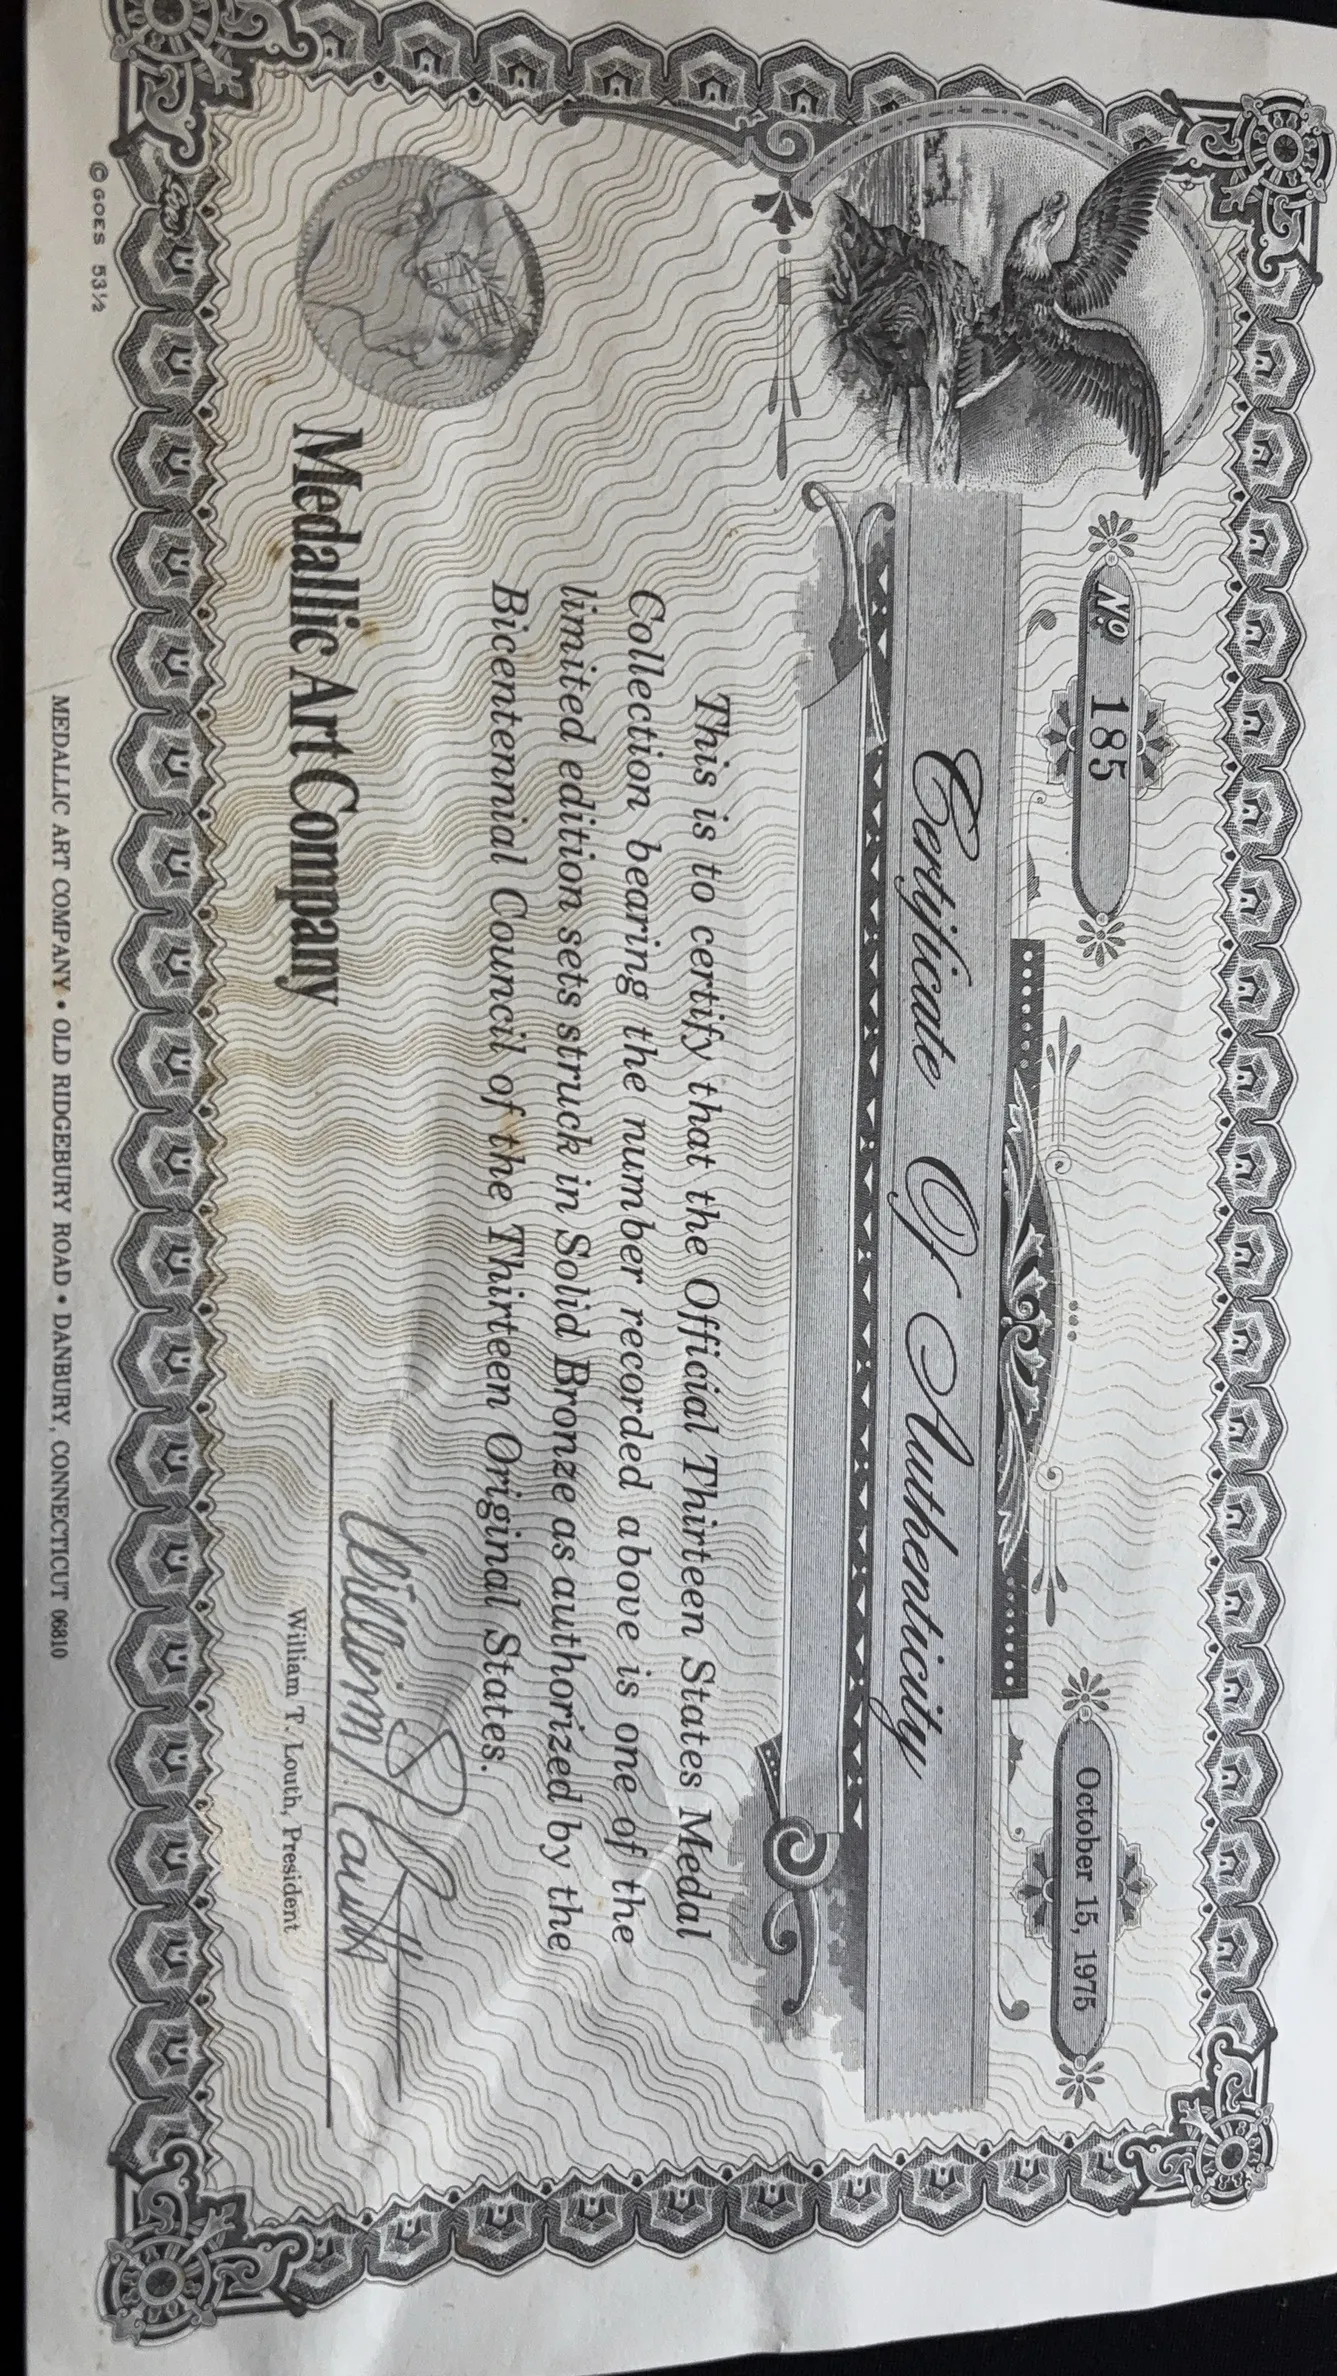 Nº 185
October 15, 1975
Certificate Of Authenticity
This is to certify that the Official Thirteen States Medal
Collection bearing the number recorded above is one of the
limited edition sets struck in Solid Bronze as authorized by the
Bicentennial Council of the Thirteen Original States.
Medallic Art Company
William T. Louth
William T. Louth, President
GOES
© GOES 53½
MEDALLIC ART COMPANY • OLD RIDGEBURY ROAD • DANBURY, CONNECTICUT 06810